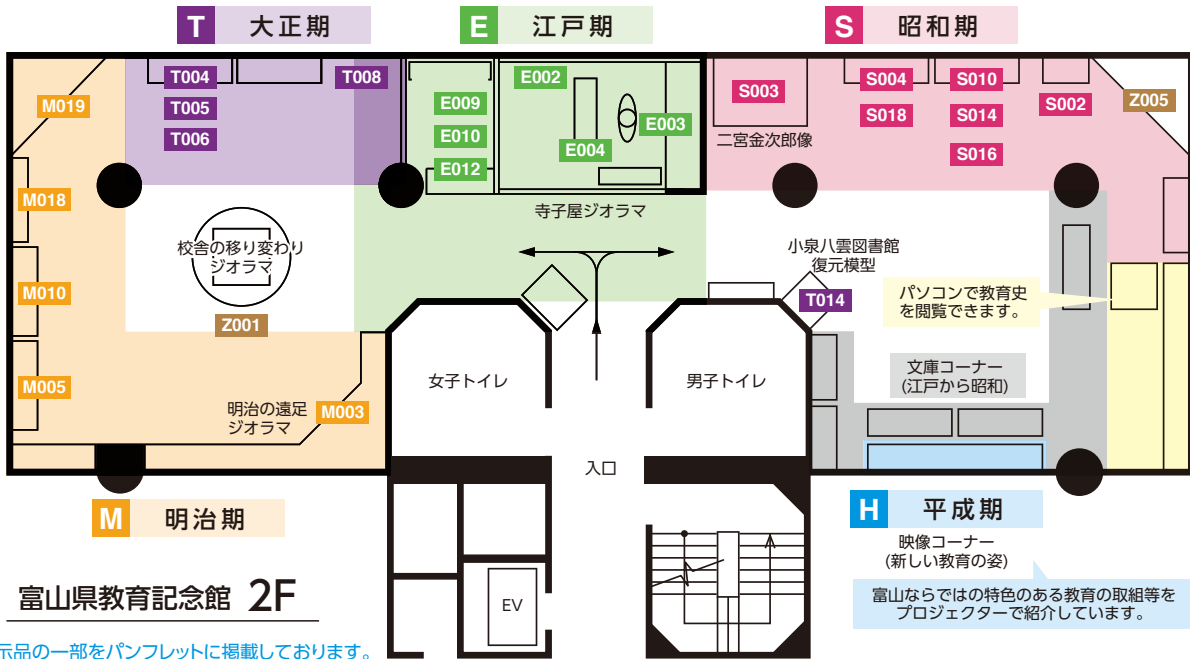 T 大正期
E 江戸期
S 昭和期
M019
T004
T005
T006
T008
E009
E010
E012
E002
E003
E004
S003
二宮金次郎像
S004
S018
S010
S014
S016
S002
Z005
M018
M010
M005
校舎の移り変わり
ジオラマ
Z001
寺子屋ジオラマ
小泉八雲図書館
復元模型
T014
パソコンで教育史
を閲覧できます。
文庫コーナー
(江戸から昭和)
明治の遠足
ジオラマ
M003
女子トイレ
男子トイレ
入口
M 明治期
H 平成期
映像コーナー
(新しい教育の姿)
富山ならではの特色のある教育の取組等を
プロジェクターで紹介しています。
EV
富山県教育記念館 2F
示品の一部をパンフレットに掲載しております。